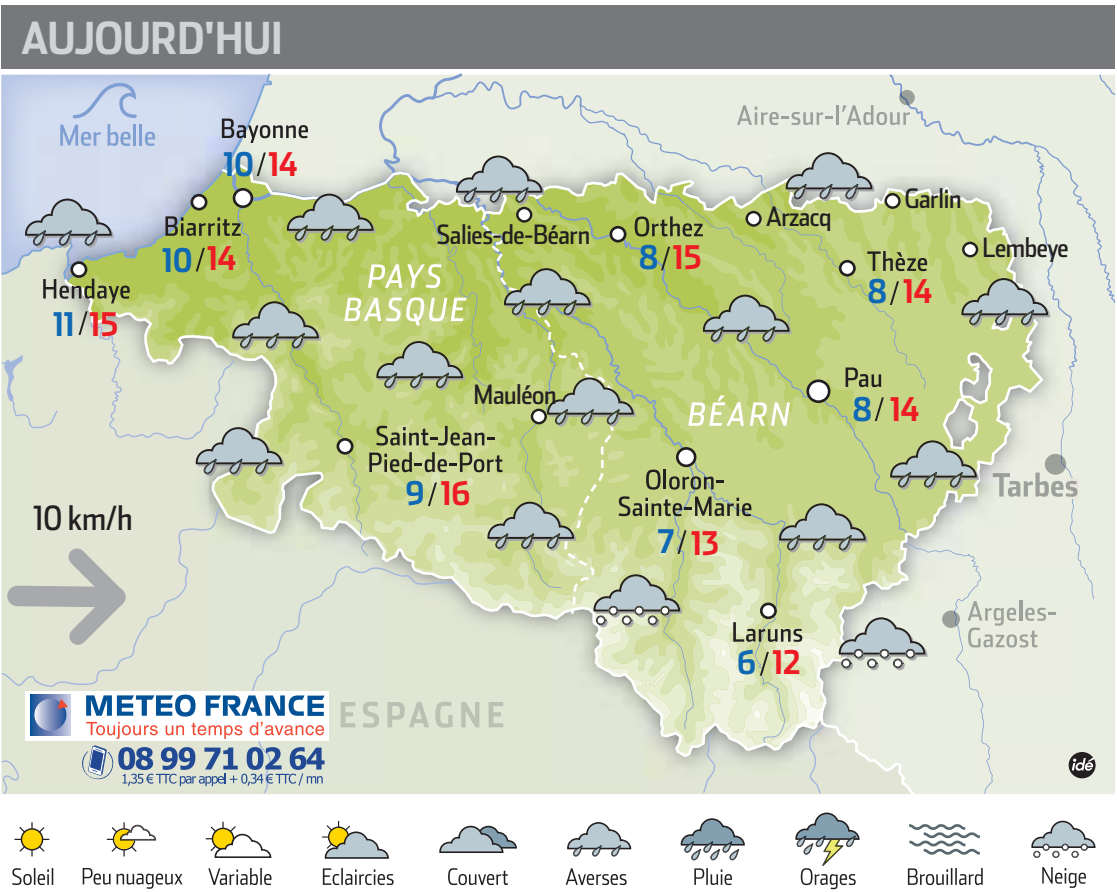 AUJOURD'HUI
Mer belle
Aire-sur-l'Adour
Bayonne
10/14
Biarritz
10/14
Hendaye
11/15
PAYS
BASQUE
Salies-de-Béarn
Orthez
8/15
Arzacq
Garlin
Thèze
8/14
Lembeye
Mauléon
BÉARN
Pau
8/14
Saint-Jean-
Pied-de-Port
9/16
Oloron-
Sainte-Marie
7/13
Tarbes
10 km/h
Laruns
6/12
Argeles-
Gazost
METEO FRANCE
Toujours un temps d'avance
08 99 71 02 64
1,35 € TTC par appel + 0,34 € TTC / mn
ESPAGNE
idé
Soleil
Peu nuageux
Variable
Eclaircies
Couvert
Averses
Pluie
Orages
Brouillard
Neige